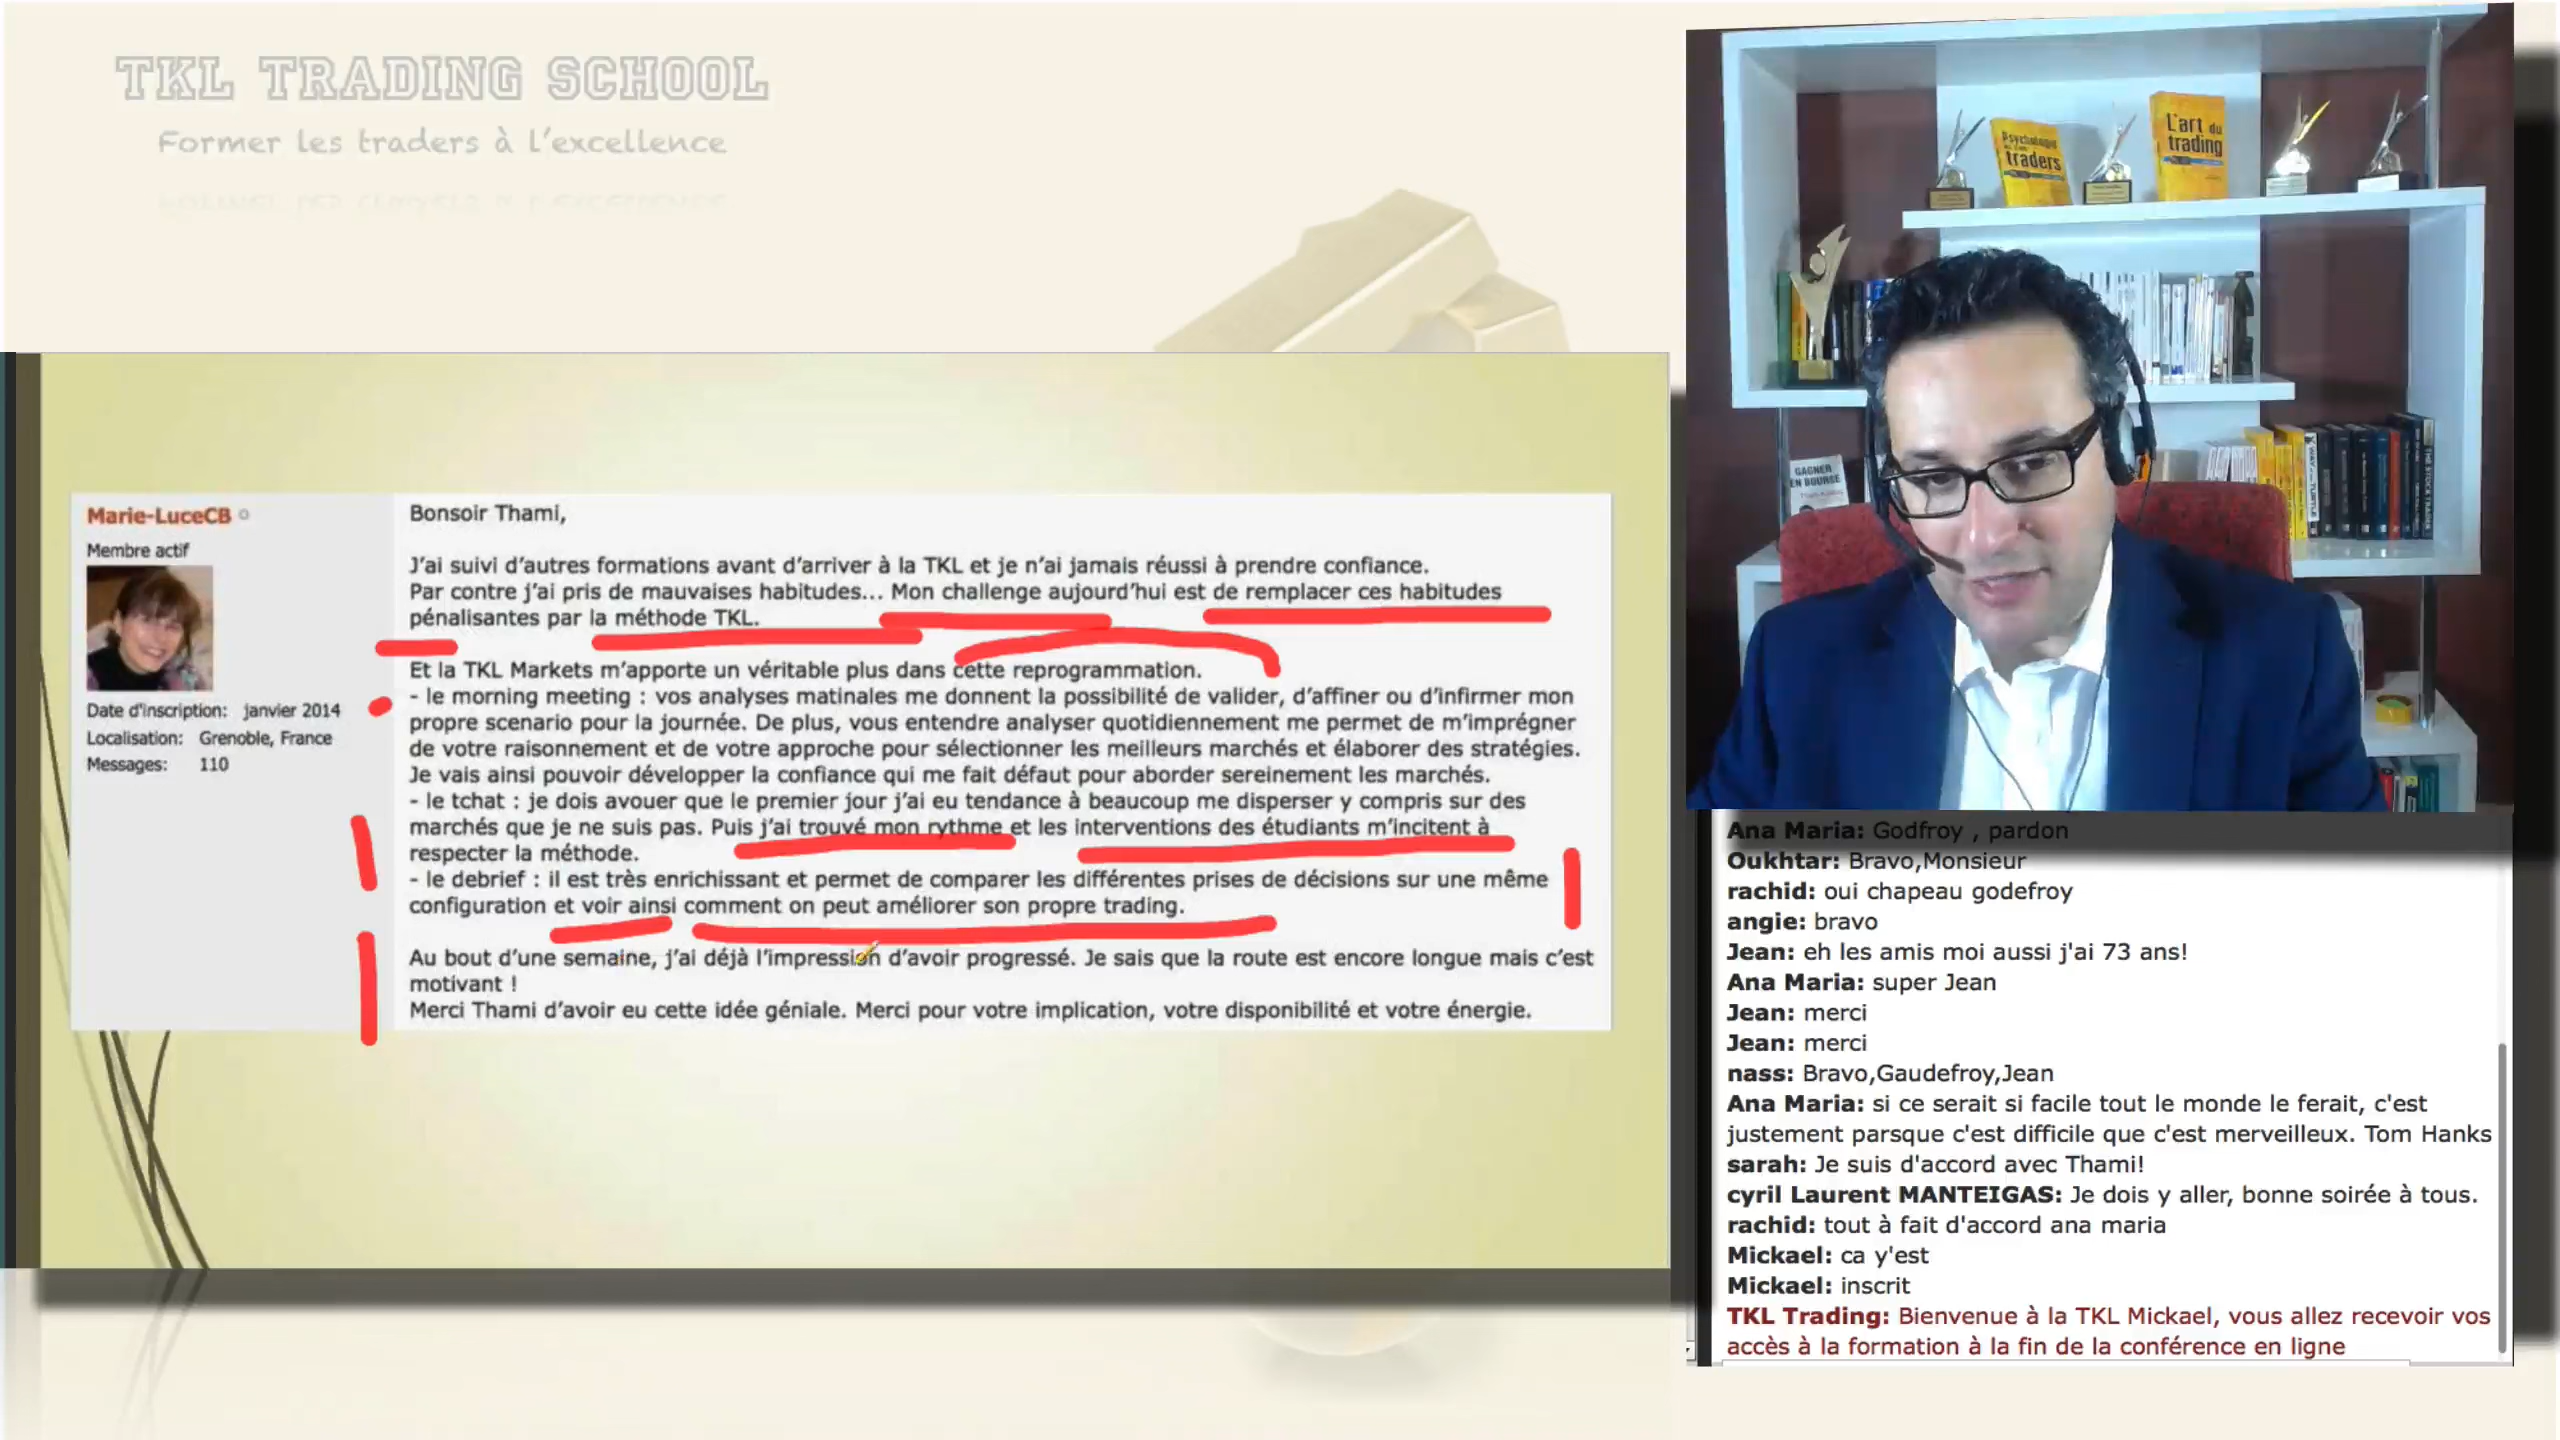 TKL TRADING SCHOOL
Former les traders à l'excellence
Marie-LuceCB
Membre actif
Date d'inscription: janvier 2014
Localisation: Grenoble, France
Messages: 110
Bonsoir Thami,
J'ai suivi d'autres formations avant d'arriver à la TKL et je n'ai jamais réussi à prendre confiance.
Par contre j'ai pris de mauvaises habitudes... Mon challenge aujourd'hui est de remplacer ces habitudes
pénalisantes par la méthode TKL.
Et la TKL Markets m'apporte un véritable plus dans cette reprogrammation.
- le morning meeting : vos analyses matinales me donnent la possibilité de valider, d'affiner ou d'infirmer mon
propre scenario pour la journée. De plus, vous entendre analyser quotidiennement me permet de m'imprégner
de votre raisonnement et de votre approche pour sélectionner les meilleurs marchés et élaborer des stratégies.
Je vais ainsi pouvoir développer la confiance qui me fait défaut pour aborder sereinement les marchés.
- le tchat : je dois avouer que le premier jour j'ai eu tendance à beaucoup me disperser y compris sur des
marchés que je ne suis pas. Puis j'ai trouvé mon rythme et les interventions des étudiants m'incitent à
respecter la méthode.
- le debrief : il est très enrichissant et permet de comparer les différentes prises de décisions sur une même
configuration et voir ainsi comment on peut améliorer son propre trading.
Au bout d'une semaine, j'ai déjà l'impression d'avoir progressé. Je sais que la route est encore longue mais c'est
motivant !
Merci Thami d'avoir eu cette idée géniale. Merci pour votre implication, votre disponibilité et votre énergie.
Psychologie
traders
L'art du
trading
GAGNER
EN BOURSE
Ana Maria: Godfroy , pardon
Oukhtar: Bravo,Monsieur
rachid: oui chapeau godefroy
angie: bravo
Jean: eh les amis moi aussi j'ai 73 ans!
Ana Maria: super Jean
Jean: merci
Jean: merci
nass: Bravo,Gaudefroy,Jean
Ana Maria: si ce serait si facile tout le monde le ferait, c'est
justement parsque c'est difficile que c'est merveilleux. Tom Hanks
sarah: Je suis d'accord avec Thami!
cyril Laurent MANTEIGAS: Je dois y aller, bonne soirée à tous.
rachid: tout à fait d'accord ana maria
Mickael: ca y'est
Mickael: inscrit
TKL Trading: Bienvenue à la TKL Mickael, vous allez recevoir vos
accès à la formation à la fin de la conférence en ligne